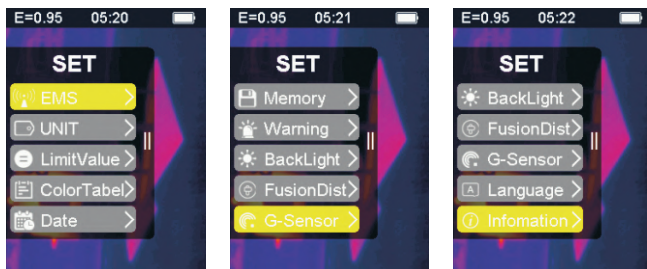 E=0.95 05:20
SET
EMS
UNIT
LimitValue
ColorTabel
Date
E=0.95 05:21
SET
Memory
Warning
BackLight
FusionDist
G-Sensor
E=0.95 05:22
SET
BackLight
FusionDist
G-Sensor
A Language
Infomation